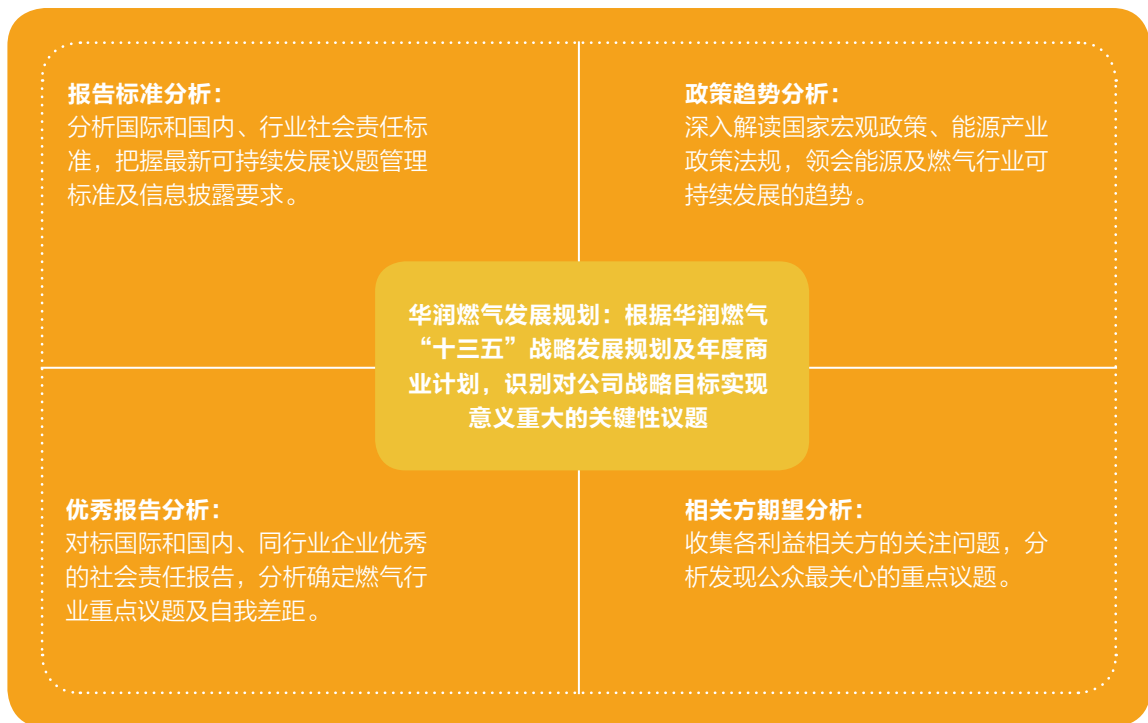 报告标准分析：
分析国际和国内、行业社会责任标
准，把握最新可持续发展议题管理
标准及信息披露要求。
政策趋势分析：
深入解读国家宏观政策、能源产业
政策法规，领会能源及燃气行业可
持续发展的趋势。
华润燃气发展规划：根据华润燃气
“十三五”战略发展规划及年度商
业计划，识别对公司战略目标实现
意义重大的关键性议题
优秀报告分析：
对标国际和国内、同行业企业优秀
的社会责任报告，分析确定燃气行
业重点议题及自我差距。
相关方期望分析：
收集各利益相关方的关注问题，分
析发现公众最关心的重点议题。